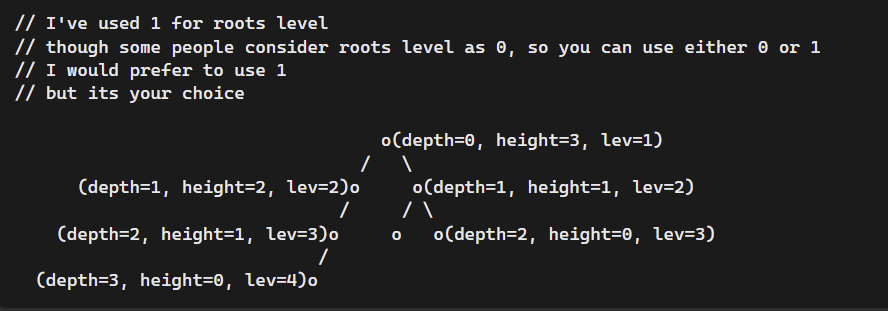 // I've used 1 for roots level
// though some people consider roots level as 0, so you can use either 0 or 1
// I would prefer to use 1
// but its your choice

                                   o(depth=0, height=3, lev=1)
                                 /   \
      (depth=1, height=2, lev=2)o     o(depth=1, height=1, lev=2)
                               /     / \
    (depth=2, height=1, lev=3)o     o   o(depth=2, height=0, lev=3)
                             /
  (depth=3, height=0, lev=4)o